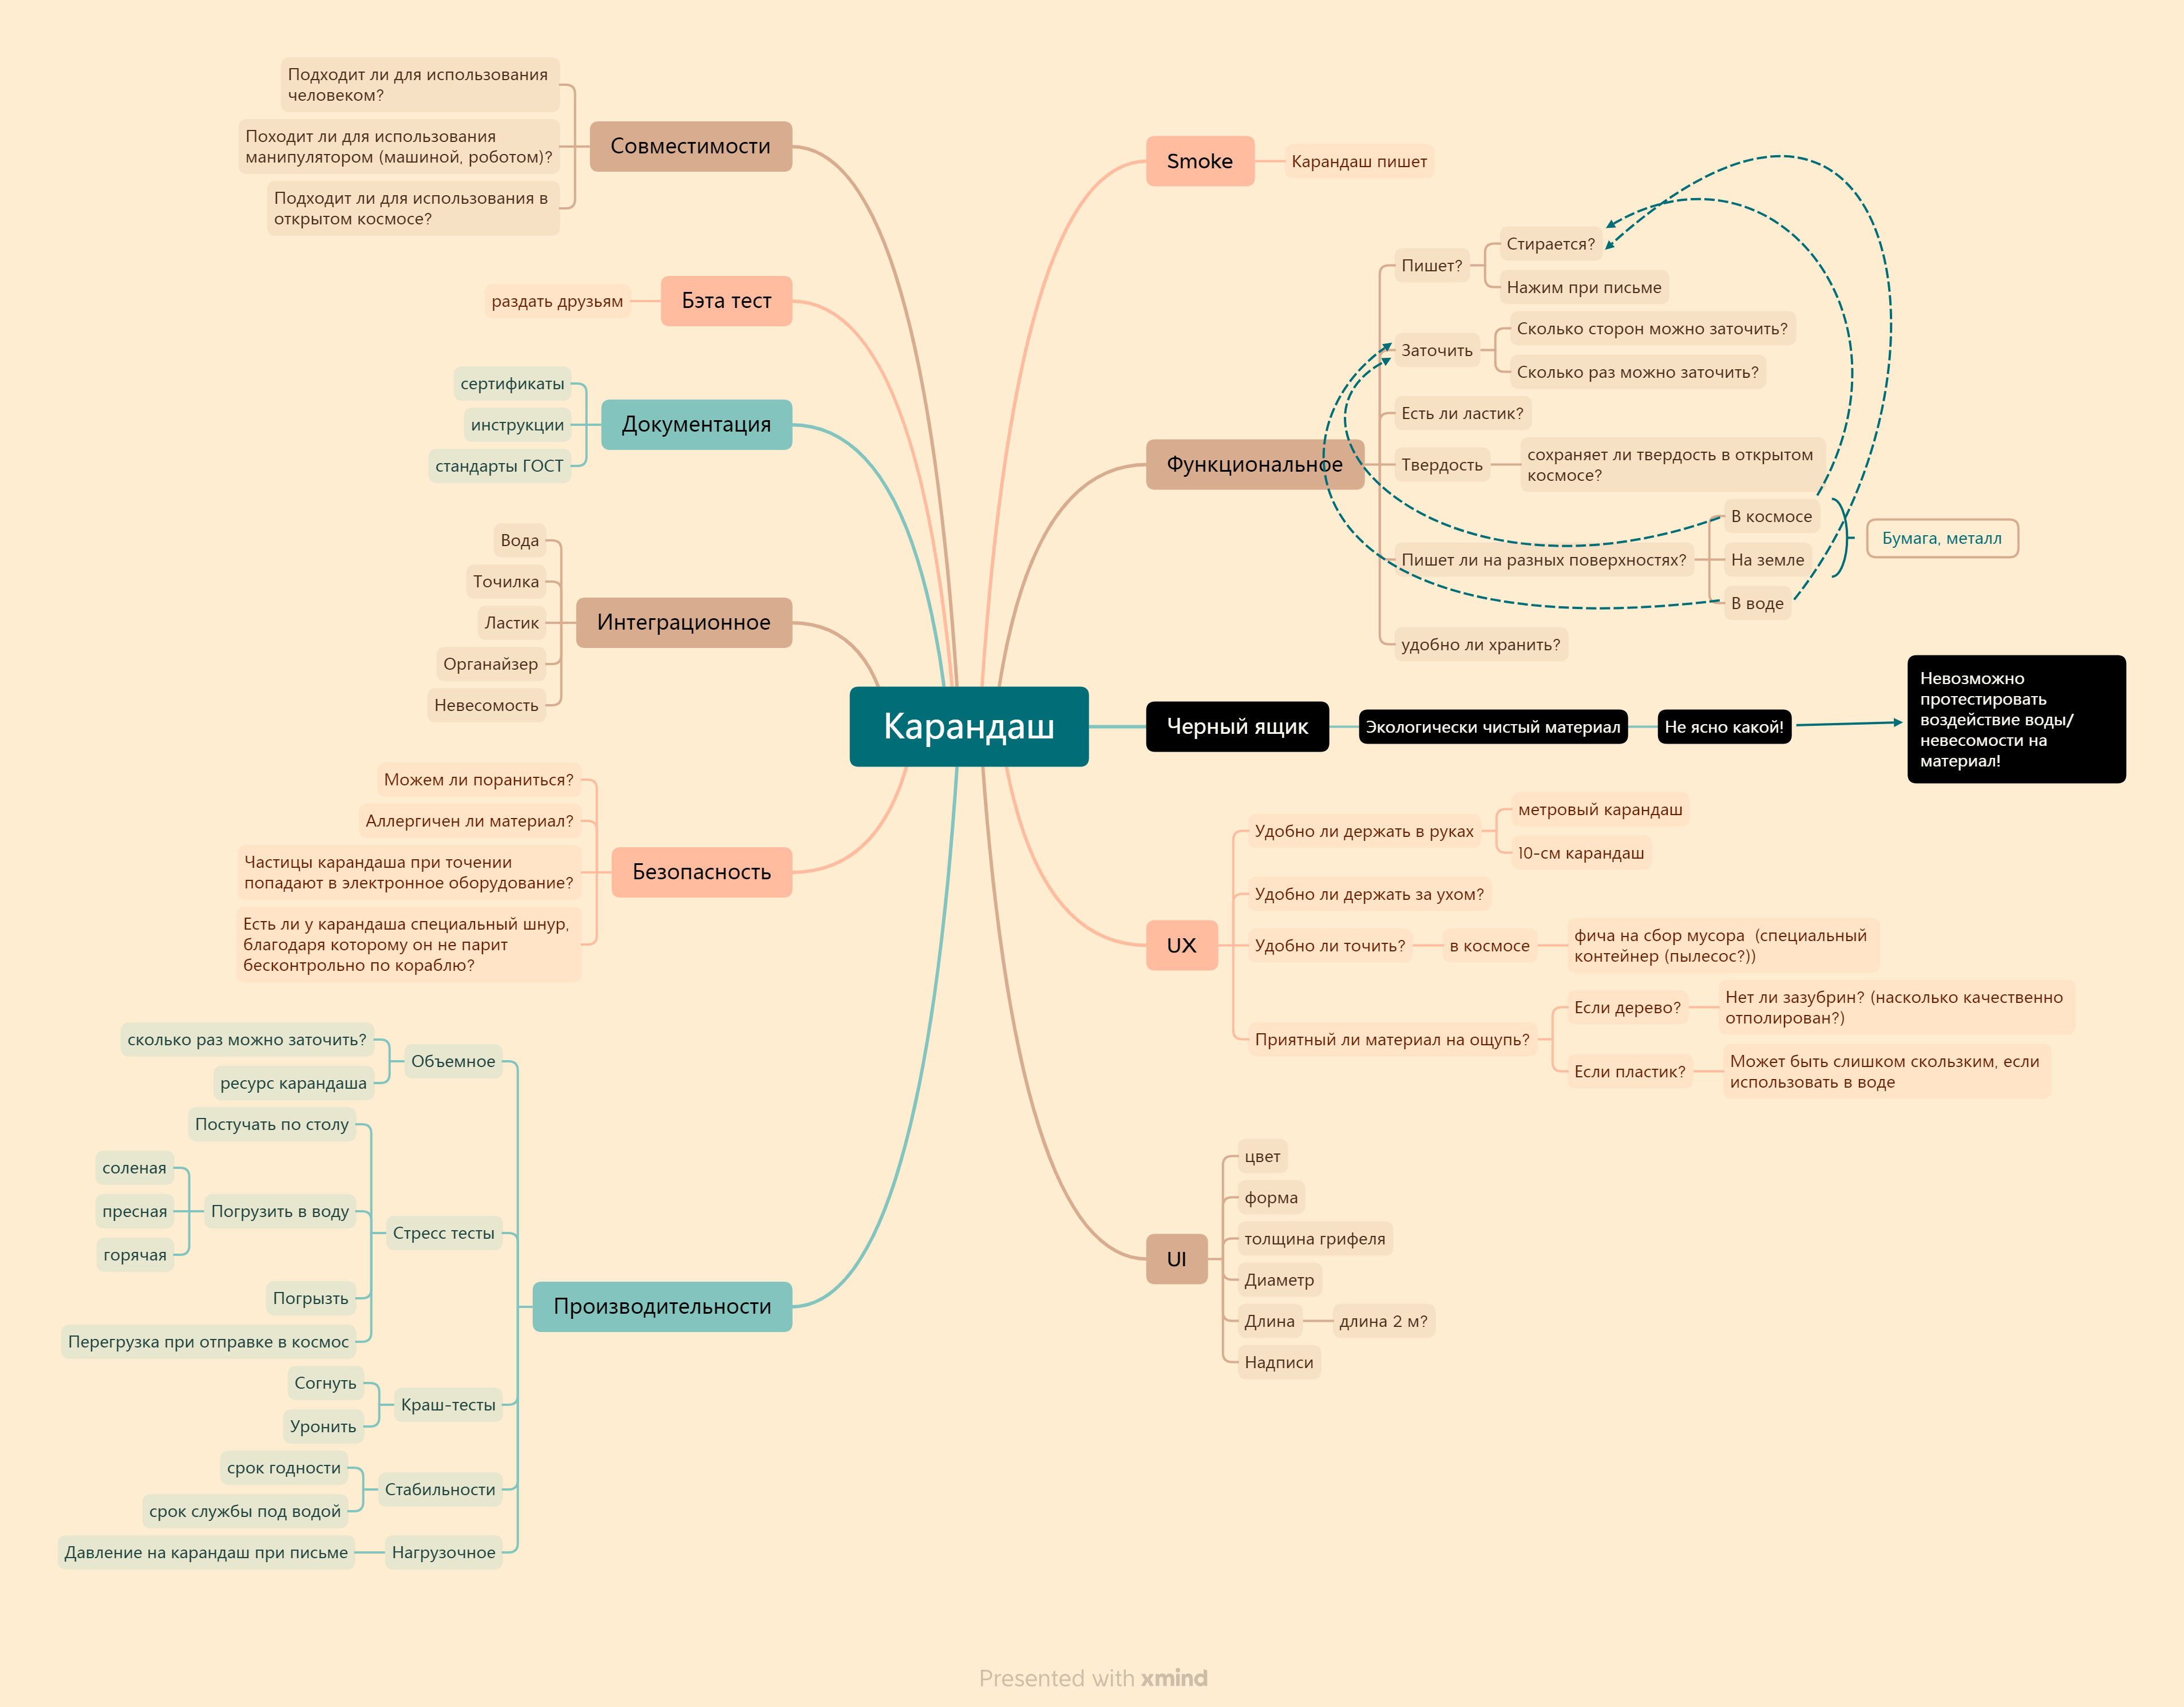 Карандаш
Smoke
Карандаш пишет
Функциональное
Пишет?
Стирается?
Нажим при письме
Заточить
Сколько сторон можно заточить?
Сколько раз можно заточить?
Есть ли ластик?
Твердость
сохраняет ли твердость в открытом
космосе?
Пишет ли на разных поверхностях?
В космосе
На земле
В воде
Бумага, металл
удобно ли хранить?
Черный ящик
Экологически чистый материал
Не ясно какой!
Невозможно
протестировать
воздействие воды/
невесомости на
материал!
UX
Удобно ли держать в руках
метровый карандаш
10-см карандаш
Удобно ли держать за ухом?
Удобно ли точить?
в космосе
фича на сбор мусора (специальный
контейнер (пылесос?))
Приятный ли материал на ощупь?
Если дерево?
Нет ли зазубрин? (насколько качественно
отполирован?)
Если пластик?
Может быть слишком скользким, если
использовать в воде
UI
цвет
форма
толщина грифеля
Диаметр
Длина
длина 2 м?
Надписи
Совместимости
Подходит ли для использования
человеком?
Походит ли для использования
манипулятором (машиной, роботом)?
Подходит ли для использования в
открытом космосе?
Бэта тест
раздать друзьям
Документация
сертификаты
инструкции
стандарты ГОСТ
Интеграционное
Вода
Точилка
Ластик
Органайзер
Невесомость
Безопасность
Можем ли пораниться?
Аллергичен ли материал?
Частицы карандаша при точении
попадают в электронное оборудование?
Есть ли у карандаша специальный шнур,
благодаря которому он не парит
бесконтрольно по кораблю?
Производительности
Объемное
сколько раз можно заточить?
ресурс карандаша
Стресс тесты
Постучать по столу
Погрузить в воду
соленая
пресная
горячая
Погрызть
Перегрузка при отправке в космос
Краш-тесты
Согнуть
Уронить
Стабильности
срок годности
срок службы под водой
Нагрузочное
Давление на карандаш при письме
Presented with xmind